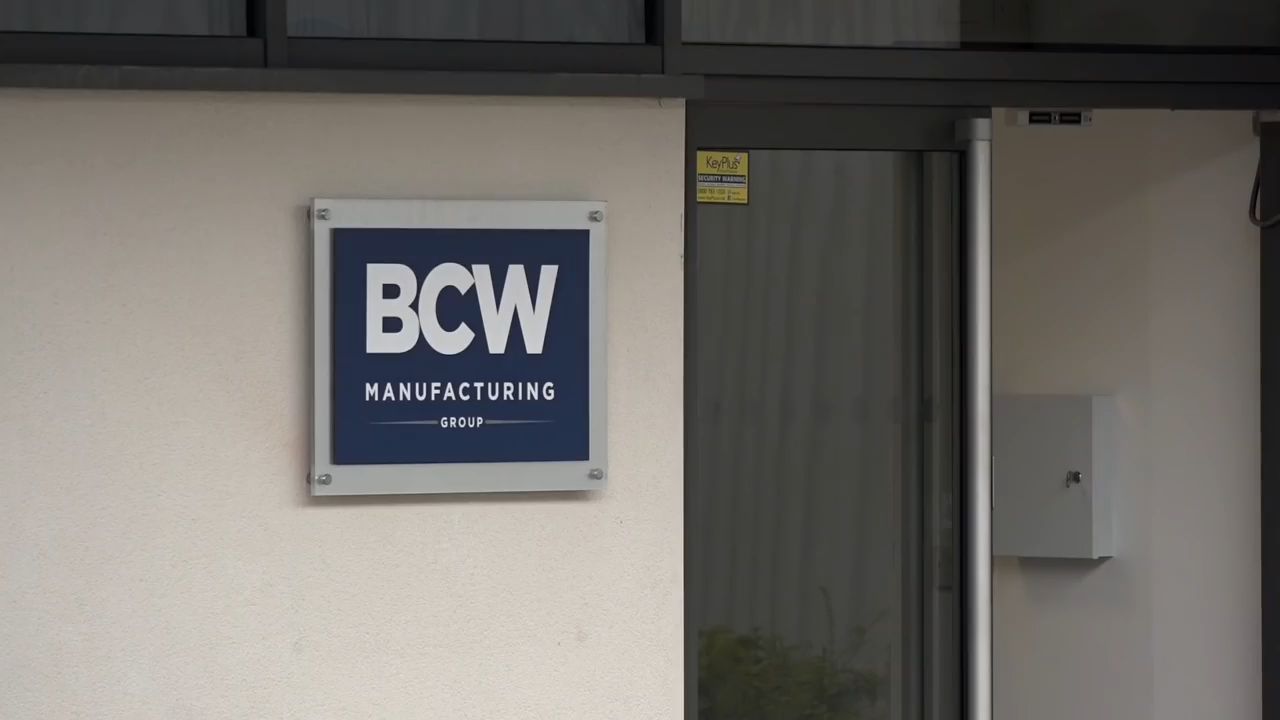 BCW
MANUFACTURING
GROUP
KeyPlus
SECURITY WARNING